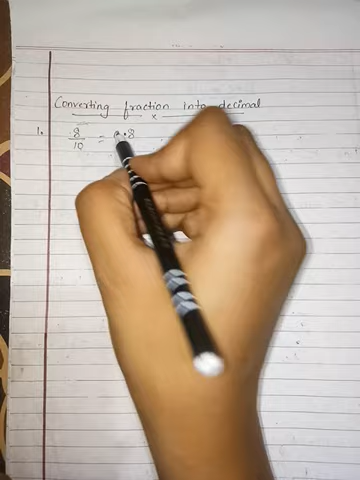 Converting fraction into decimal
x
1. 8/10 = 0.8